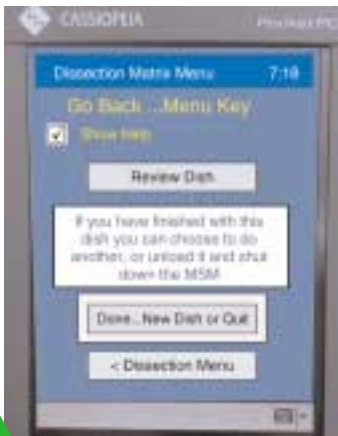 CASSIOPEIA Pocket PC
Dissection Matrix Menu 7:18
Go Back ...Menu Key
Show Help
Review Dish
If you have finished with this
dish you can choose to do
another, or unload it and shut
down the MSM
Done...New Dish or Quit
< Dissection Menu